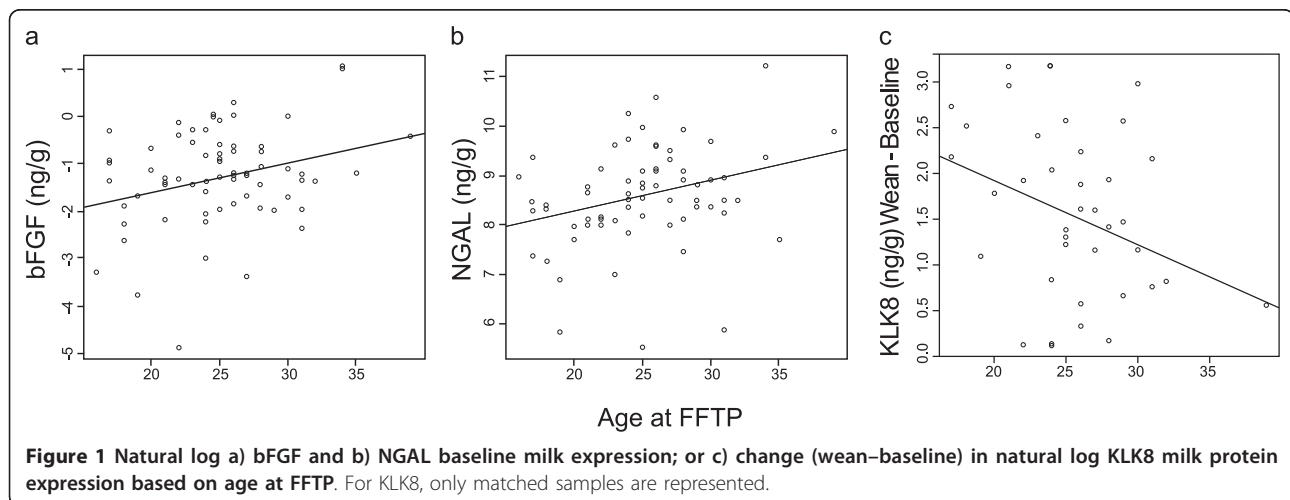 a
b
c
bFGF (ng/g)
1
0
-1
-2
-3
-4
-5
20 25 30 35
NGAL (ng/g)
11
10
9
8
7
6
20 25 30 35
KLK8 (ng/g) Wean-Baseline
3.0
2.5
2.0
1.5
1.0
0.5
0.0
20 25 30 35
Age at FFTP
Figure 1 Natural log a) bFGF and b) NGAL baseline milk expression; or c) change (wean–baseline) in natural log KLK8 milk protein
expression based on age at FFTP. For KLK8, only matched samples are represented.